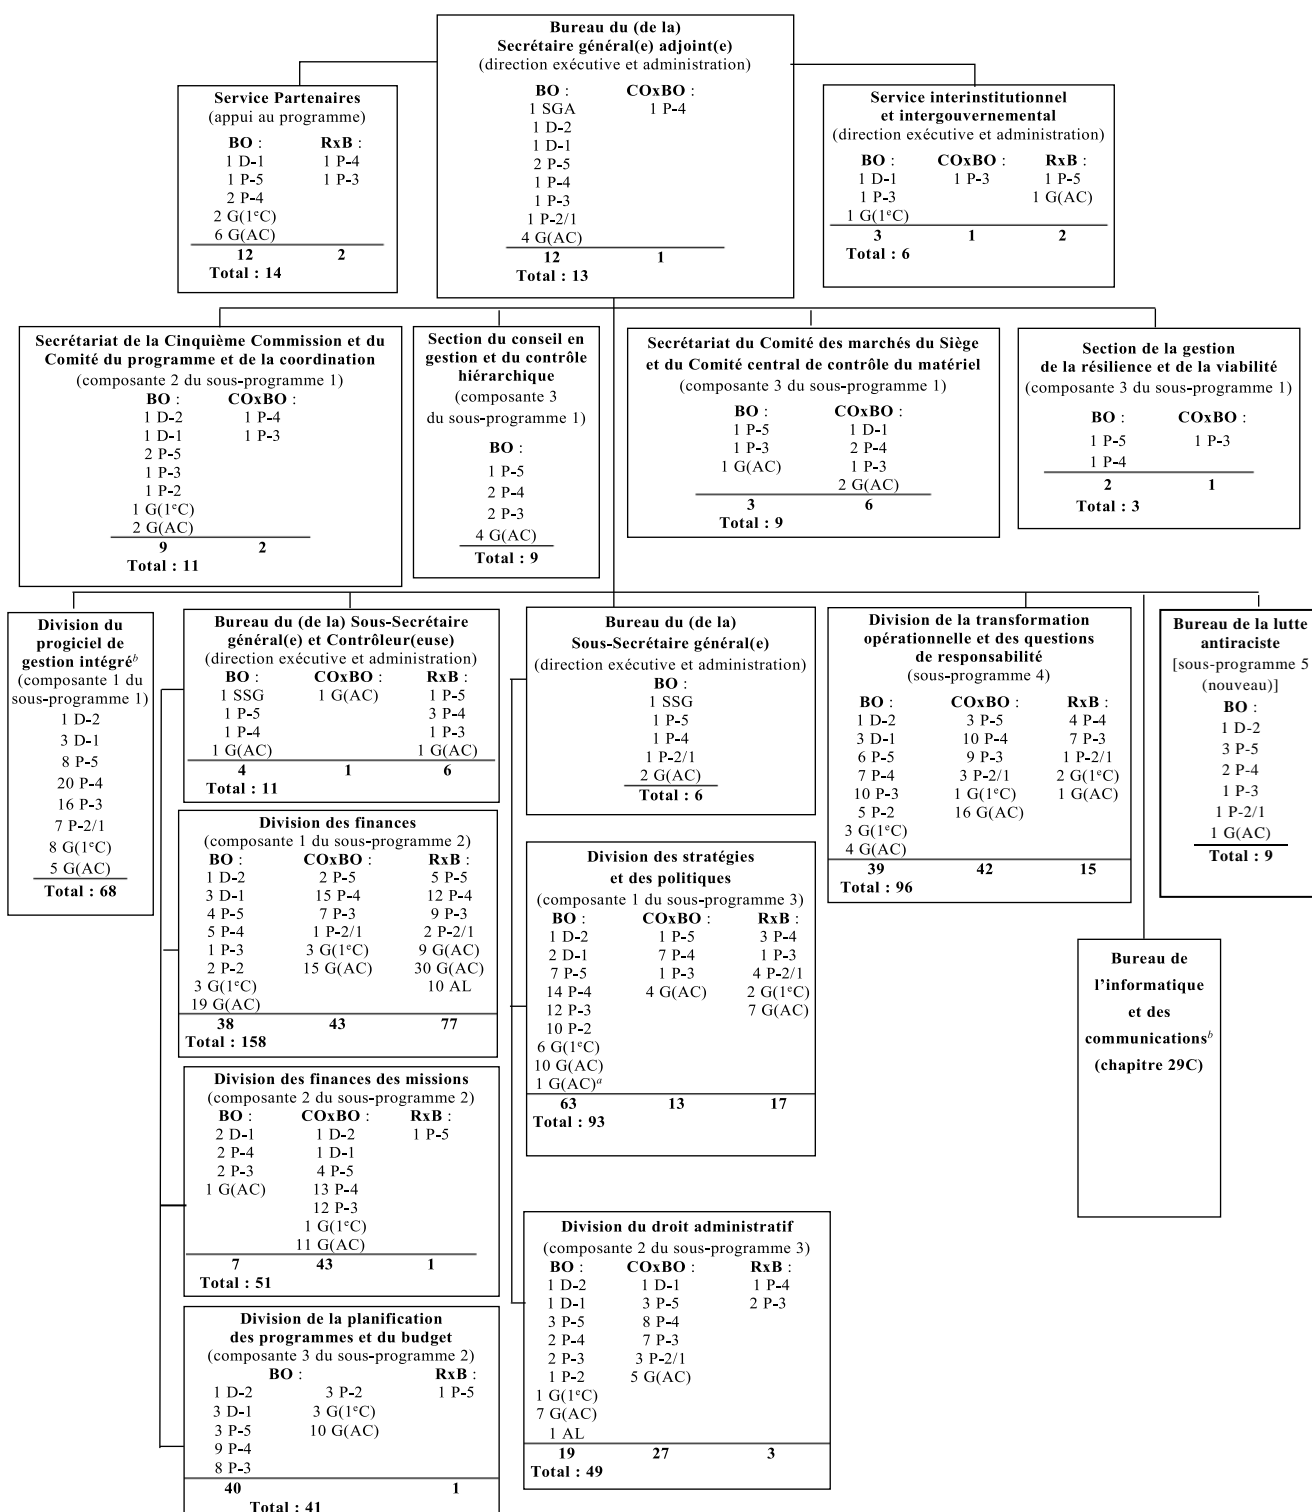 Bureau du (de la)
Secrétaire général(e) adjoint(e)
(direction exécutive et administration)
BO : COxBO :
1 SGA 1 P-4
1 D-2
1 D-1
2 P-5
1 P-4
1 P-3
1 P-2/1
4 G(AC)
12 1
Total : 13
Service Partenaires
(appui au programme)
BO : RxB :
1 D-1 1 P-4
1 P-5 1 P-3
2 P-4
2 G(1eC)
6 G(AC)
12 2
Total : 14
Service interinstitutionnel
et intergouvernemental
(direction exécutive et administration)
BO : COxBO : RxB :
1 D-1 1 P-3 1 P-5
1 P-3 1 G(AC)
1 G(1eC)
3 1 2
Total : 6
Secrétariat de la Cinquième Commission et du
Comité du programme et de la coordination
(composante 2 du sous-programme 1)
BO : COxBO :
1 D-2 1 P-4
1 D-1 1 P-3
2 P-5
1 P-3
1 P-2
1 G(1eC)
2 G(AC)
9 2
Total : 11
Section du conseil en
gestion et du contrôle
hiérarchique
(composante 3
du sous-programme 1)
BO :
1 P-5
2 P-4
2 P-3
4 G(AC)
Total : 9
Secrétariat du Comité des marchés du Siège
et du Comité central de contrôle du matériel
(composante 3 du sous-programme 1)
BO : COxBO :
1 P-5 1 D-1
1 P-3 2 P-4
1 G(AC) 1 P-3
2 G(AC)
3 6
Total : 9
Section de la gestion
de la résilience et de la viabilité
(composante 3 du sous-programme 1)
BO : COxBO :
1 P-5 1 P-3
1 P-4
2 1
Total : 3
Division du
progiciel de
gestion intégréb
(composante 1 du
sous-programme 1)
1 D-2
3 D-1
8 P-5
20 P-4
16 P-3
7 P-2/1
8 G(1eC)
5 G(AC)
Total : 68
Bureau du (de la) Sous-Secrétaire
général(e) et Contrôleur(euse)
(direction exécutive et administration)
BO : COxBO : RxB :
1 SSG 1 G(AC) 1 P-5
1 P-5 3 P-4
1 P-4 1 P-3
1 G(AC) 1 G(AC)
4 1 6
Total : 11
Division des finances
(composante 1 du sous-programme 2)
BO : COxBO : RxB :
1 D-2 2 P-5 5 P-5
3 D-1 15 P-4 12 P-4
4 P-5 7 P-3 9 P-3
5 P-4 1 P-2/1 2 P-2/1
1 P-3 3 G(1eC) 9 G(AC)
2 P-2 15 G(AC) 30 G(AC)
3 G(1eC) 10 AL
19 G(AC)
38 43 77
Total : 158
Division des finances des missions
(composante 2 du sous-programme 2)
BO : COxBO : RxB :
2 D-1 1 D-2 1 P-5
2 P-4 1 D-1
2 P-3 4 P-5
1 G(AC) 13 P-4
12 P-3
1 G(1eC)
11 G(AC)
7 43 1
Total : 51
Division de la planification
des programmes et du budget
(composante 3 du sous-programme 2)
BO : RxB :
1 D-2 3 P-2 1 P-5
3 D-1 3 G(1eC)
3 P-5 10 G(AC)
9 P-4
8 P-3
40 1
Total : 41
Bureau du (de la)
Sous-Secrétaire général(e)
(direction exécutive et administration)
BO :
1 SSG
1 P-5
1 P-4
1 P-2/1
2 G(AC)
Total : 6
Division des stratégies
et des politiques
(composante 1 du sous-programme 3)
BO : COxBO : RxB :
1 D-2 1 P-5 3 P-4
2 D-1 7 P-4 1 P-3
7 P-5 1 P-3 4 P-2/1
14 P-4 4 G(AC) 2 G(1eC)
12 P-3 7 G(AC)
10 P-2
6 G(1eC)
10 G(AC)
1 G(AC)a
63 13 17
Total : 93
Division du droit administratif
(composante 2 du sous-programme 3)
BO : COxBO : RxB :
1 D-2 1 D-1 1 P-4
1 D-1 3 P-5 2 P-3
3 P-5 8 P-4
2 P-4 7 P-3
2 P-3 3 P-2/1
1 P-2 5 G(AC)
1 G(1eC)
7 G(AC)
1 AL
19 27 3
Total : 49
Division de la transformation
opérationnelle et des questions
de responsabilité
(sous-programme 4)
BO : COxBO : RxB :
1 D-2 3 P-5 4 P-4
3 D-1 10 P-4 7 P-3
6 P-5 9 P-3 1 P-2/1
7 P-4 3 P-2/1 2 G(1eC)
10 P-3 1 G(1eC) 1 G(AC)
5 P-2 16 G(AC)
3 G(1eC)
4 G(AC)
39 42 15
Total : 96
Bureau de la lutte
antiraciste
[sous-programme 5
(nouveau)]
BO :
1 D-2
3 P-5
2 P-4
1 P-3
1 P-2/1
1 G(AC)
Total : 9
Bureau de
l’informatique
et des
communicationsb
(chapitre 29C)